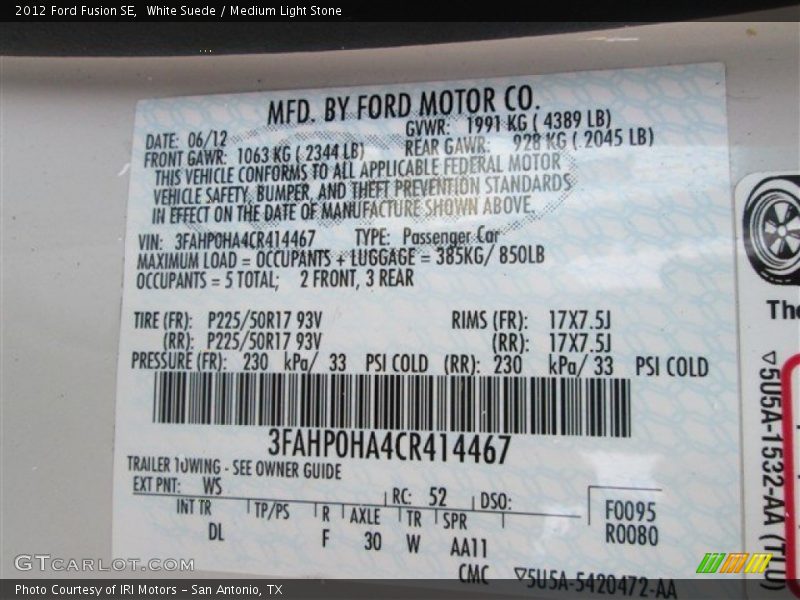 2012 Ford Fusion SE, White Suede / Medium Light Stone
MFD. BY FORD MOTOR CO.
DATE: 06/12 GVWR: 1991 KG ( 4389 LB)
FRONT GAWR: 1063 KG ( 2344 LB) REAR GAWR: 928 KG ( 2045 LB)
THIS VEHICLE CONFORMS TO ALL APPLICABLE FEDERAL MOTOR
VEHICLE SAFETY, BUMPER, AND THEFT PREVENTION STANDARDS
IN EFFECT ON THE DATE OF MANUFACTURE SHOWN ABOVE.
VIN: 3FAHP0HA4CR414467 TYPE: Passenger Car
MAXIMUM LOAD = OCCUPANTS + LUGGAGE = 385KG/ 850LB
OCCUPANTS = 5 TOTAL; 2 FRONT, 3 REAR
TIRE (FR): P225/50R17 93V RIMS (FR): 17X7.5J
(RR): P225/50R17 93V (RR): 17X7.5J
PRESSURE (FR): 230 kPa/ 33 PSI COLD (RR): 230 kPa/ 33 PSI COLD
3FAHP0HA4CR414467
TRAILER TOWING - SEE OWNER GUIDE
EXT PNT: WS RC: 52 DSO:
INT TR TP/PS R AXLE TR SPR F0095
DL F 30 W AA11 R0080
CMC ▽5U5A-5420472-AA
The
▽5U5A-1532-AA
GTCARLOT.COM
Photo Courtesy of IRI Motors – San Antonio, TX